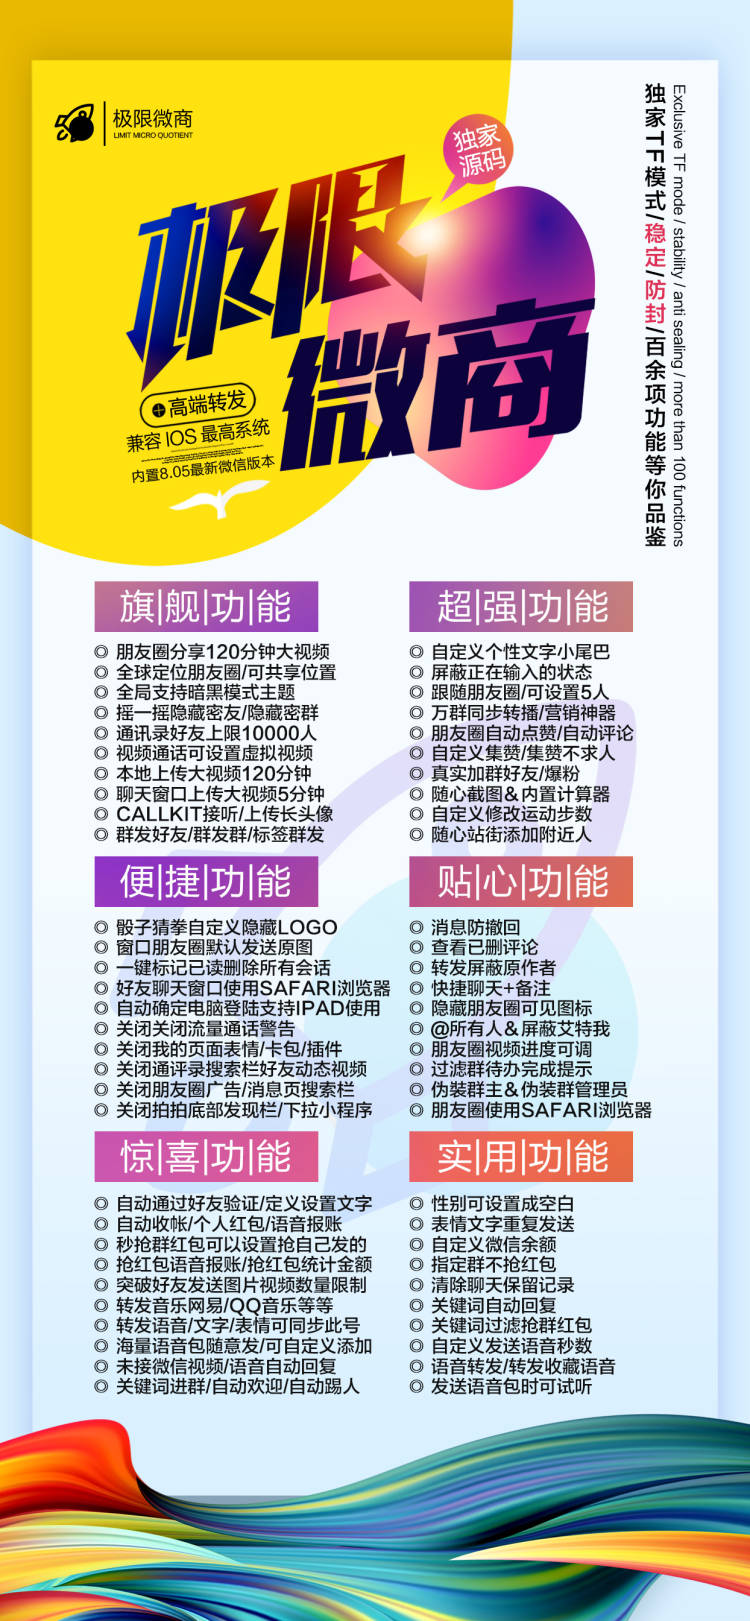 极限微商
LIMIT MICRO QUOTIENT
独家
源码
极限
微商
高端转发
兼容 IOS 最高系统
内置8.05最新微信版本
独家TF模式/稳定/防封/百余项功能等你品鉴
Exclusive TF mode / stability / anti sealing / more than 100 functions
旗舰功能
朋友圈分享120分钟大视频
全球定位朋友圈/可共享位置
全局支持暗黑模式主题
摇一摇隐藏密友/隐藏密群
通讯录好友上限10000人
视频通话可设置虚拟视频
本地上传大视频120分钟
聊天窗口上传大视频5分钟
CALLKIT接听/上传长头像
群发好友/群发群/标签群发
超强功能
自定义个性文字小尾巴
屏蔽正在输入的状态
跟随朋友圈/可设置5人
万群同步转播/营销神器
朋友圈自动点赞/自动评论
自定义集赞/集赞不求人
真实加群好友/爆粉
随心截图&内置计算器
自定义修改运动步数
随心站街添加附近人
便捷功能
骰子猜拳自定义隐藏LOGO
窗口朋友圈默认发送原图
一键标记已读删除所有会话
好友聊天窗口使用SAFARI浏览器
自动确定电脑登陆支持IPAD使用
关闭关闭流量通话警告
关闭我的页面表情/卡包/插件
关闭通评录搜索栏好友动态视频
关闭朋友圈广告/消息页搜索栏
关闭拍拍底部发现栏/下拉小程序
贴心功能
消息防撤回
查看已删评论
转发屏蔽原作者
快捷聊天+备注
隐藏朋友圈可见图标
@所有人&屏蔽艾特我
朋友圈视频进度可调
过滤群待办完成提示
伪装群主&伪装群管理员
朋友圈使用SAFARI浏览器
惊喜功能
自动通过好友验证/定义设置文字
自动收帐/个人红包/语音报账
秒抢群红包可以设置抢自己发的
抢红包语音报账/抢红包统计金额
突破好友发送图片视频数量限制
转发音乐网易/QQ音乐等等
转发语音/文字/表情可同步此号
海量语音包随意发/可自定义添加
未接微信视频/语音自动回复
关键词进群/自动欢迎/自动踢人
实用功能
性别可设置成空白
表情文字重复发送
自定义微信余额
指定群不抢红包
清除聊天保留记录
关键词自动回复
关键词过滤抢群红包
自定义发送语音秒数
语音转发/转发收藏语音
发送语音包时可试听